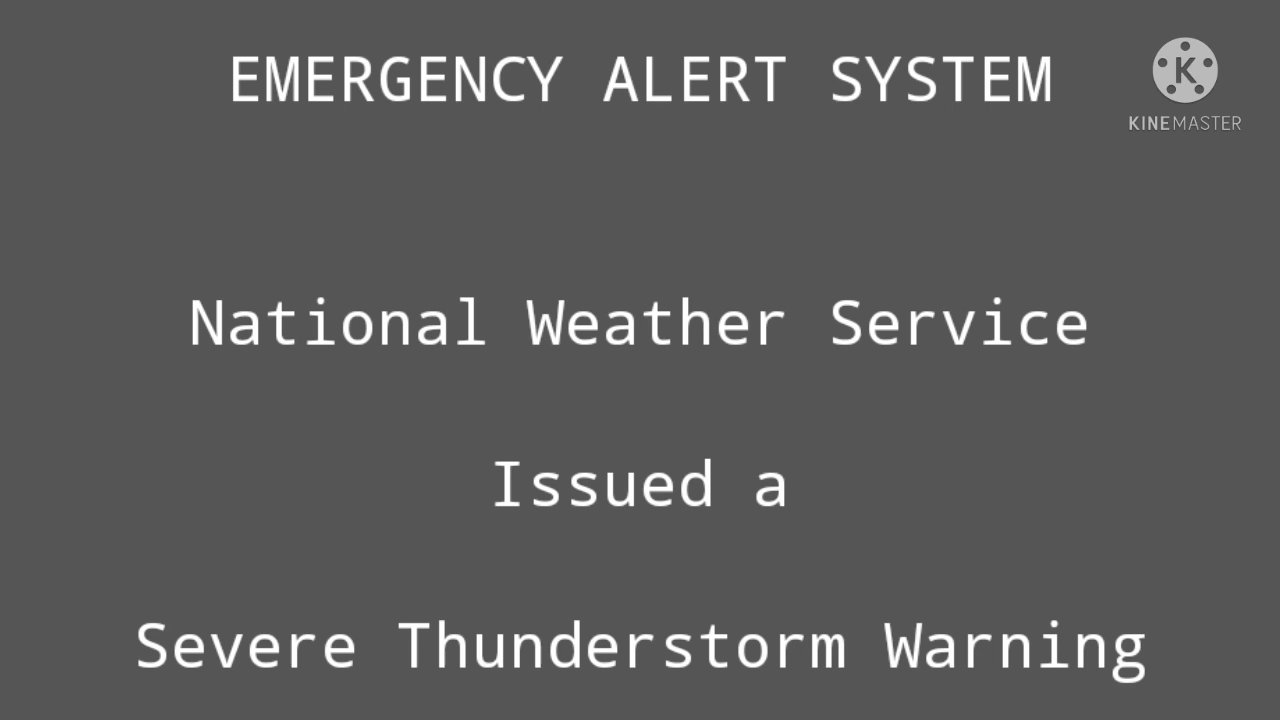 EMERGENCY ALERT SYSTEM
K
KINEMASTER
National Weather Service
Issued a
Severe Thunderstorm Warning